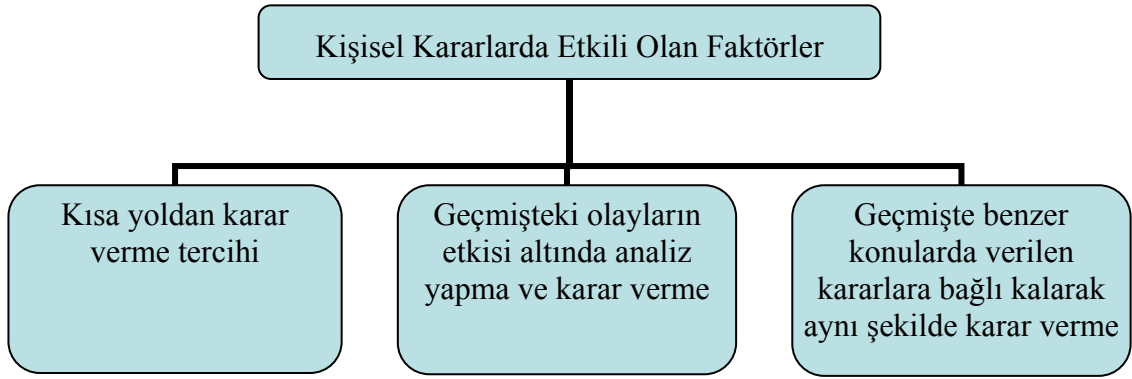 Kişisel Kararlarda Etkili Olan Faktörler
Kısa yoldan karar
verme tercihi
Geçmişteki olayların
etkisi altında analiz
yapma ve karar verme
Geçmişte benzer
konularda verilen
kararlara bağlı kalarak
aynı şekilde karar verme